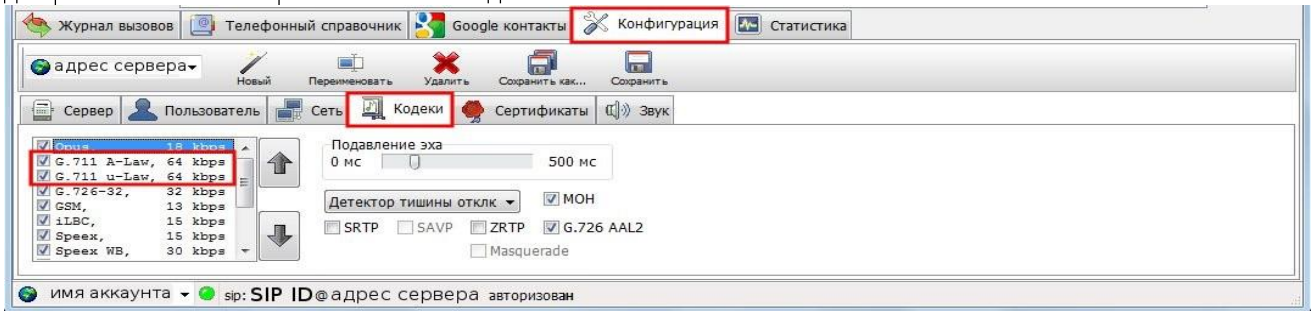 Журнал вызовов Телефонный справочник Google контакты Конфигурация Статистика
адрес сервера
Новый Переименовать Удалить Сохранить как... Сохранить
Сервер Пользователь Сеть Кодеки Сертификаты Звук
Opus, 18 kbps
G.711 A-Law, 64 kbps
G.711 u-Law, 64 kbps
G.726-32, 32 kbps
GSM, 13 kbps
iLBC, 15 kbps
Speex, 15 kbps
Speex WB, 30 kbps
Подавление эха
0 мс 500 мс
Детектор тишины отклк MOH
SRTP SAVP ZRTP G.726 AAL2
Masquerade
имя аккаунта sip: SIP ID@адрес сервера авторизован